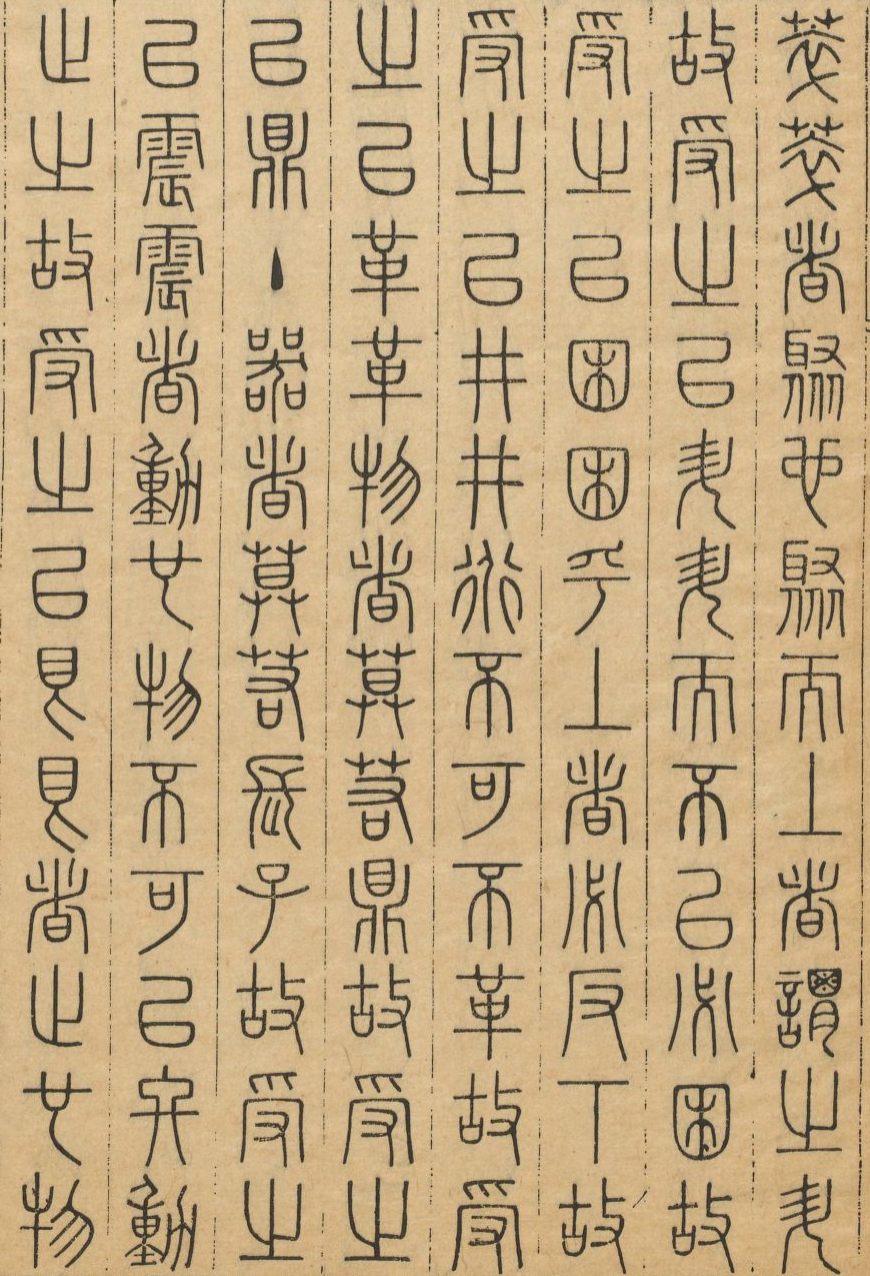 萃萃者聚也聚而上者謂之升
故受之以升升而不已必困故
受之以困困乎上者必反下故
受之以井井道不可不革故受
之以革革物者莫若鼎故受之
以鼎主器者莫若長子故受之
以震震者動也物不可以終動
止之故受之以艮艮者止也物